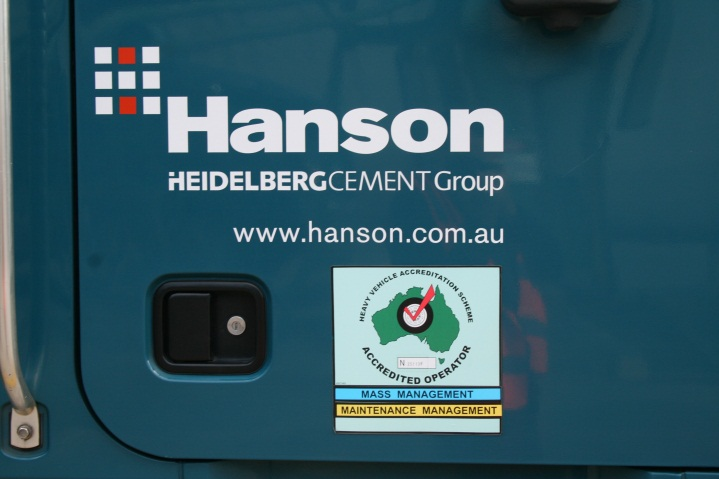 Hanson
HEIDELBERGCEMENT Group
www.hanson.com.au
HEAVY VEHICLE ACCREDITATION SCHEME
N
ACCREDITED OPERATOR
MASS MANAGEMENT
MAINTENANCE MANAGEMENT